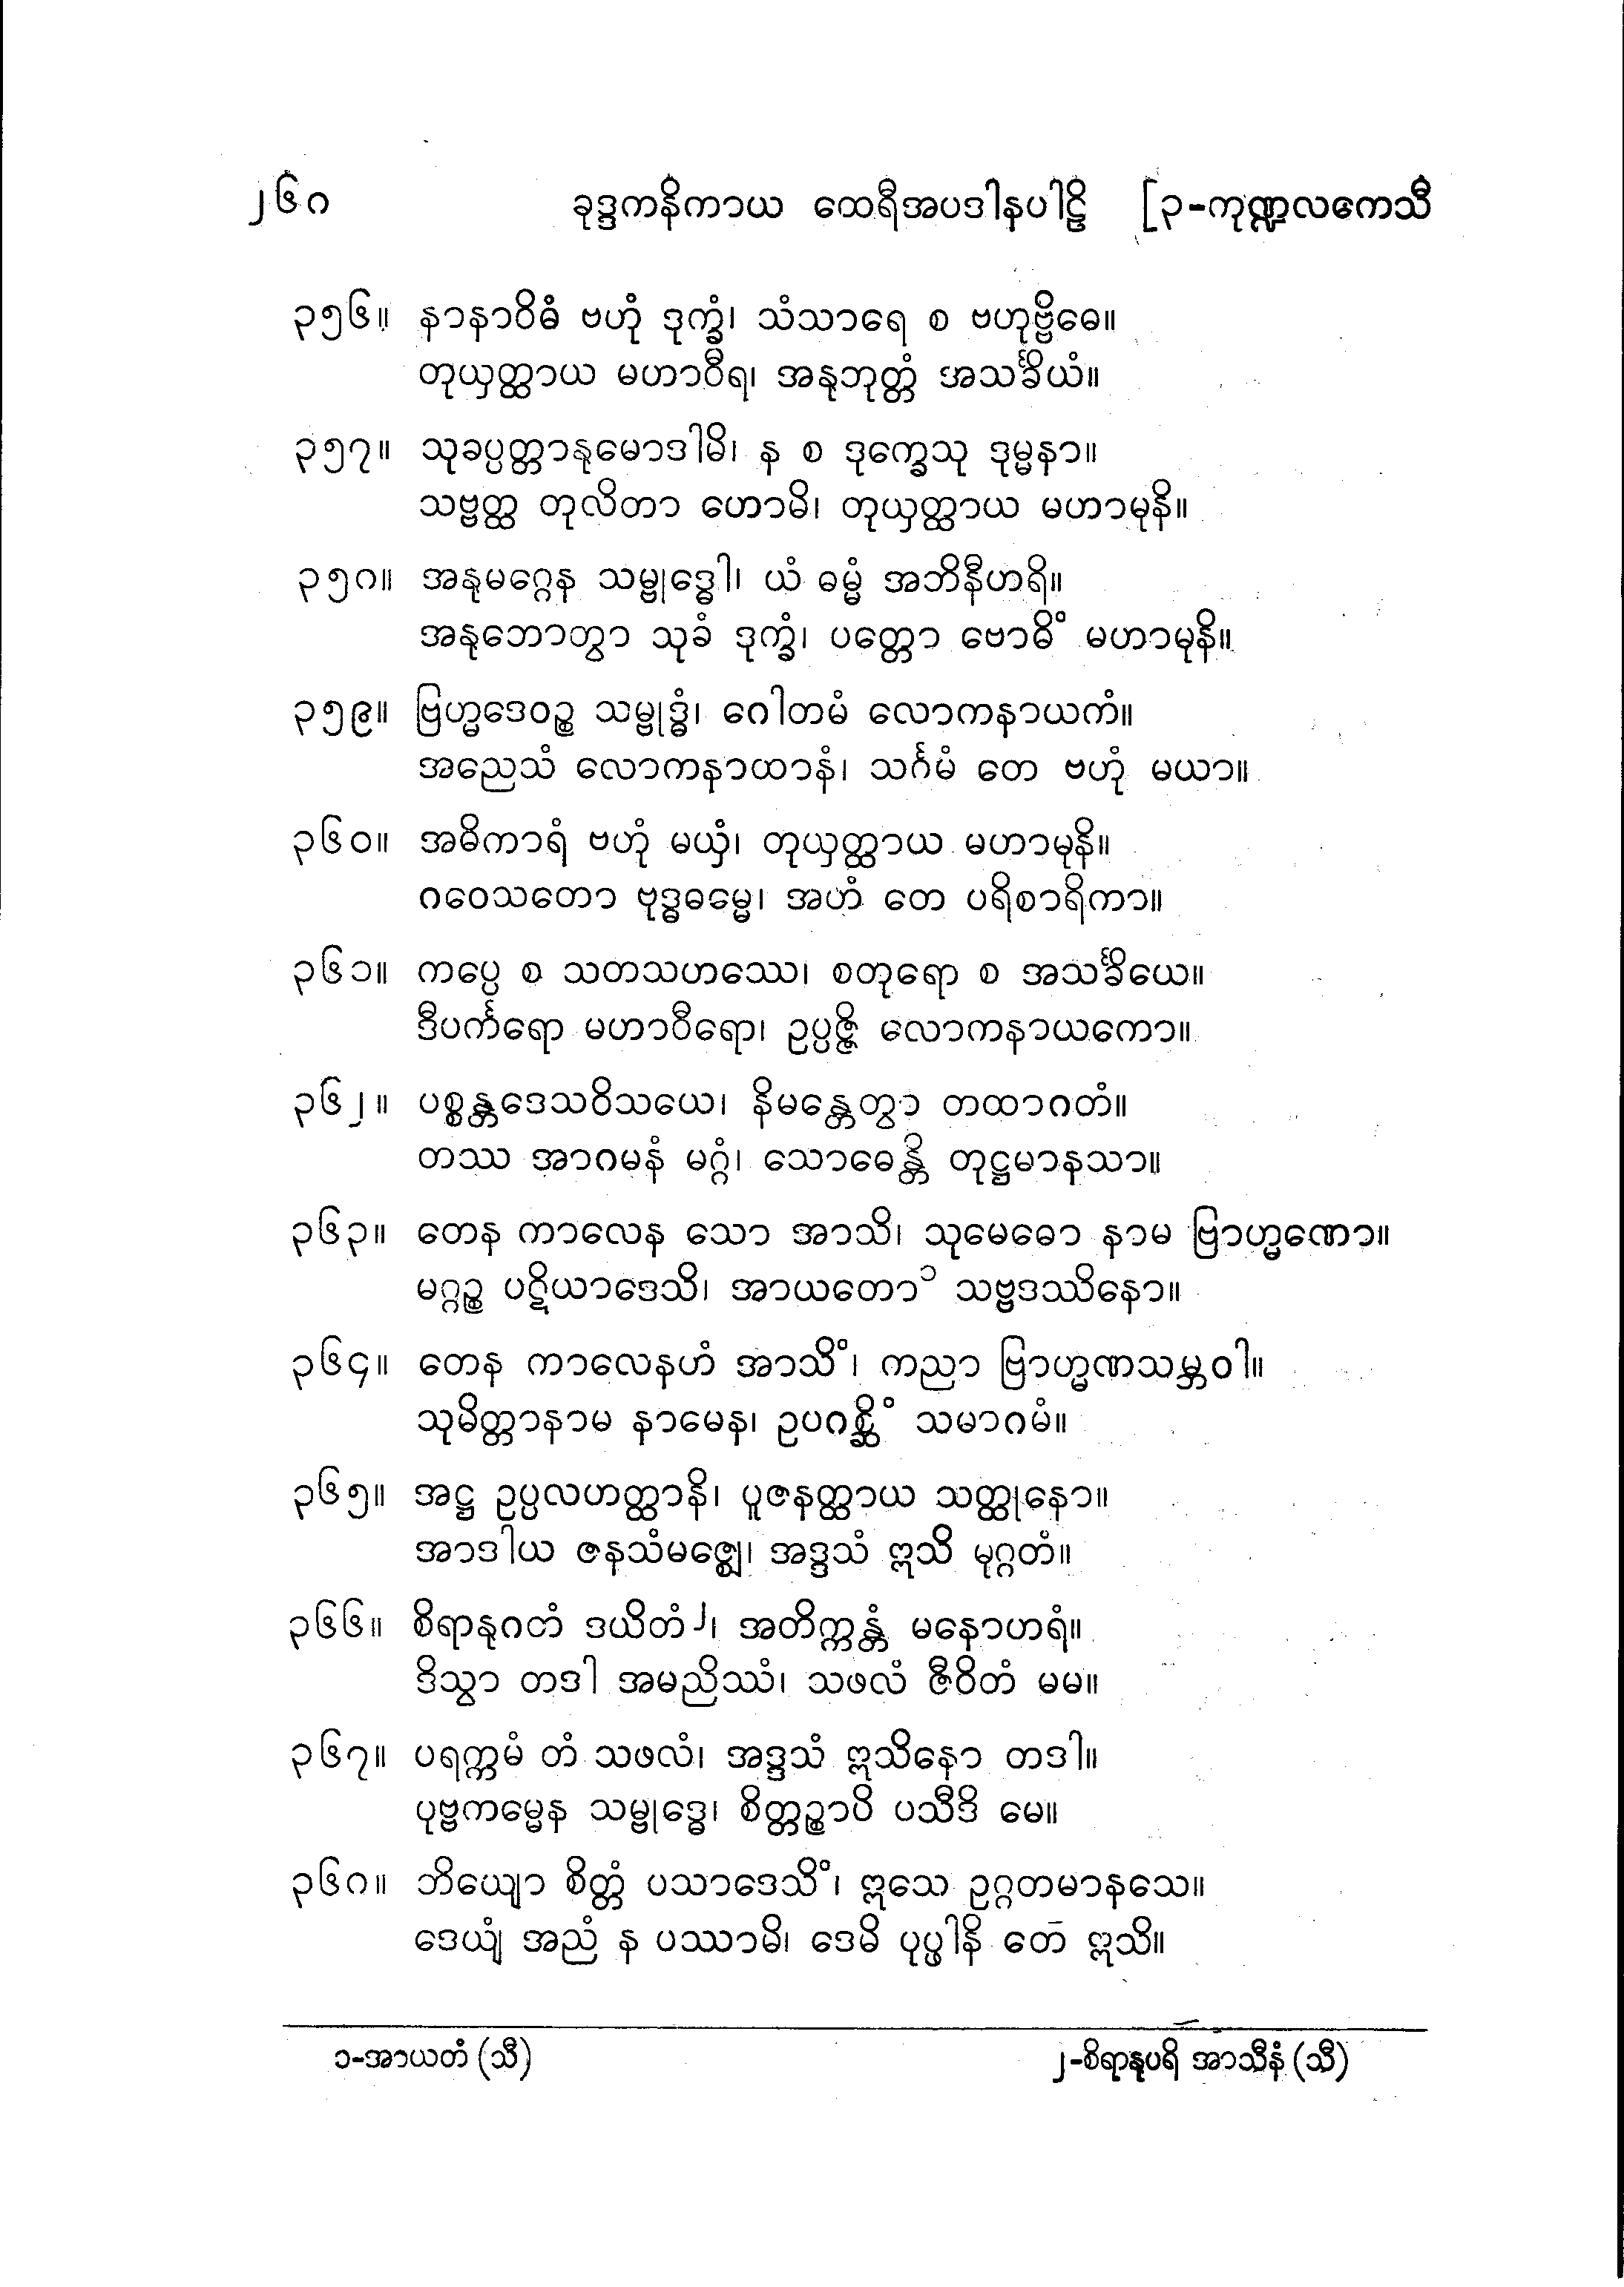 ၂၆၈ ခုဒ္ဒကနိကာယ ထေရီအပဒါနပါဠိ [၃-ကုဏ္ဍလကေသီ
၃၅၆။ နာနာဝိဓံ ဗဟုံ ဒုက္ခံ၊ သံသာရေ စ ဗဟုဗ္ဗိဓေ။
တုယှတ္ထာယ မဟာဝီရ၊ အနုဘုတ္တံ အသင်္ခိယံ။
၃၅၇။ သုခပ္ပတ္တာနုမောဒါမိ၊ န စ ဒုက္ခေသု ဒုမ္မနာ။
သဗ္ဗတ္ထ တုလိတာ ဟောမိ၊ တုယှတ္ထာယ မဟာမုနိ။
၃၅၈။ အနုမဂ္ဂေန သမ္ဗုဒ္ဓေါ၊ ယံ ဓမ္မံ အဘိနီဟရိ။
အနုဘောတွာ သုခံ ဒုက္ခံ၊ ပတ္တော ဗောဓိံ မဟာမုနိ။
၃၅၉။ ဗြဟ္မဒေဝဉ္စ သမ္ဗုဒ္ဓံ၊ ဂေါတမံ လောကနာယကံ။
အညေသံ လောကနာထာနံ၊ သင်္ဂမံ တေ ဗဟုံ မယာ။
၃၆၀။ အဓိကာရံ ဗဟုံ မယှံ၊ တုယှတ္ထာယ မဟာမုနိ။
ဂဝေသတော ဗုဒ္ဓဓမ္မေ၊ အဟံ တေ ပရိစာရိကာ။
၃၆၁။ ကပ္ပေ စ သတသဟဿေ၊ စတုရော စ အသင်္ခိယေ။
ဒီပင်္ကရော မဟာဝီရော၊ ဥပ္ပဇ္ဇိ လောကနာယကော။
၃၆၂။ ပစ္စန္တဒေသဝိသယေ၊ နိမန္တေတွာ တထာဂတံ။
တဿ အာဂမနံ မဂ္ဂံ၊ သောဓေန္တိ တုဋ္ဌမာနသာ။
၃၆၃။ တေန ကာလေန သော အာသိ၊ သုမေဓော နာမ ဗြာဟ္မဏော။
မဂ္ဂဉ္စ ပဋိယာဒေသိ၊ အာယတော၁ သဗ္ဗဒဿိနော။
၃၆၄။ တေန ကာလေနဟံ အာသိံ၊ ကညာ ဗြာဟ္မဏသမ္ဘဝါ။
သုမိတ္တာနာမ နာမေန၊ ဥပဂစ္ဆိံ သမာဂမံ။
၃၆၅။ အဋ္ဌ ဥပ္ပလဟတ္ထာနိ၊ ပူဇနတ္ထာယ သတ္ထုနော။
အာဒါယ ဇနသံမဇ္ဈေ၊ အဒ္ဒသံ ဣသိ မုဂ္ဂတံ။
၃၆၆။ စိရာနုဂတံ ဒယိတံ၂၊ အတိက္ကန္တံ မနောဟရံ။
ဒိသွာ တဒါ အမညိဿံ၊ သဖလံ ဇီဝိတံ မမ။
၃၆၇။ ပရက္ကမံ တံ သဖလံ၊ အဒ္ဒသံ ဣသိနော တဒါ။
ပုဗ္ဗကမ္မေန သမ္ဗုဒ္ဓေ၊ စိတ္တဉ္စာပိ ပသီဒိ မေ။
၃၆၈။ ဘိယျော စိတ္တံ ပသာဒေသိံ၊ ဣသေ ဥဂ္ဂတမာနသေ။
ဒေယျံ အညံ န ပဿာမိ၊ ဒေမိ ပုပ္ဖါနိ တေ ဣသိ။
၁-အာယတံ (သီ) ၂-စိရာနုပရိ အာသီနံ (သီ)